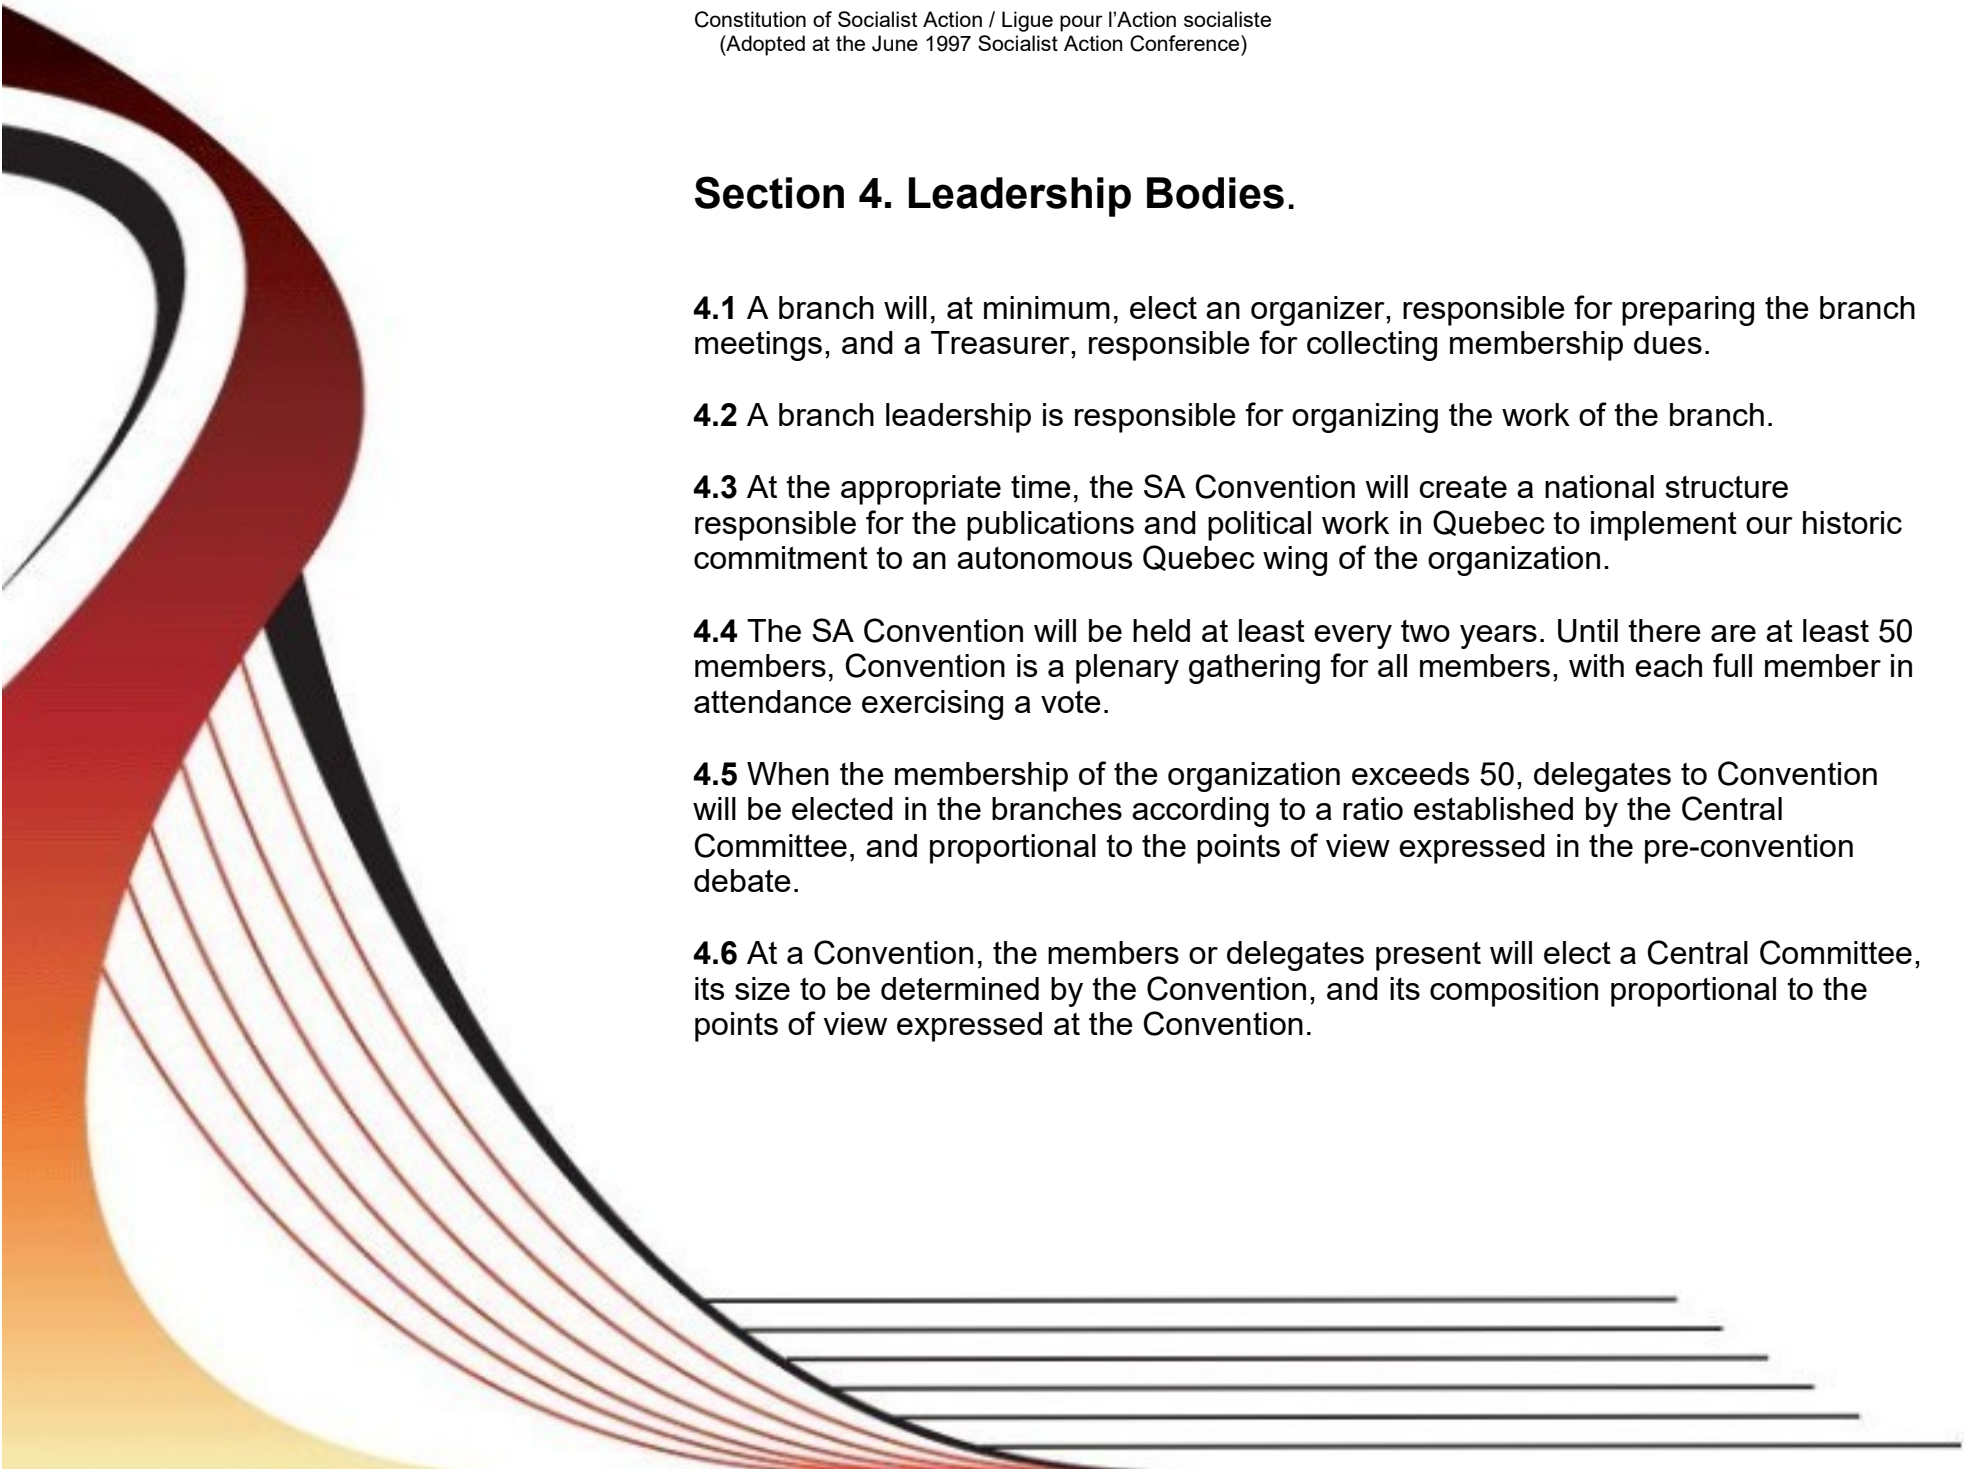 Constitution of Socialist Action / Ligue pour l’Action socialiste
(Adopted at the June 1997 Socialist Action Conference)
Section 4. Leadership Bodies.
4.1 A branch will, at minimum, elect an organizer, responsible for preparing the branch
meetings, and a Treasurer, responsible for collecting membership dues.
4.2 A branch leadership is responsible for organizing the work of the branch.
4.3 At the appropriate time, the SA Convention will create a national structure
responsible for the publications and political work in Quebec to implement our historic
commitment to an autonomous Quebec wing of the organization.
4.4 The SA Convention will be held at least every two years. Until there are at least 50
members, Convention is a plenary gathering for all members, with each full member in
attendance exercising a vote.
4.5 When the membership of the organization exceeds 50, delegates to Convention
will be elected in the branches according to a ratio established by the Central
Committee, and proportional to the points of view expressed in the pre-convention
debate.
4.6 At a Convention, the members or delegates present will elect a Central Committee,
its size to be determined by the Convention, and its composition proportional to the
points of view expressed at the Convention.